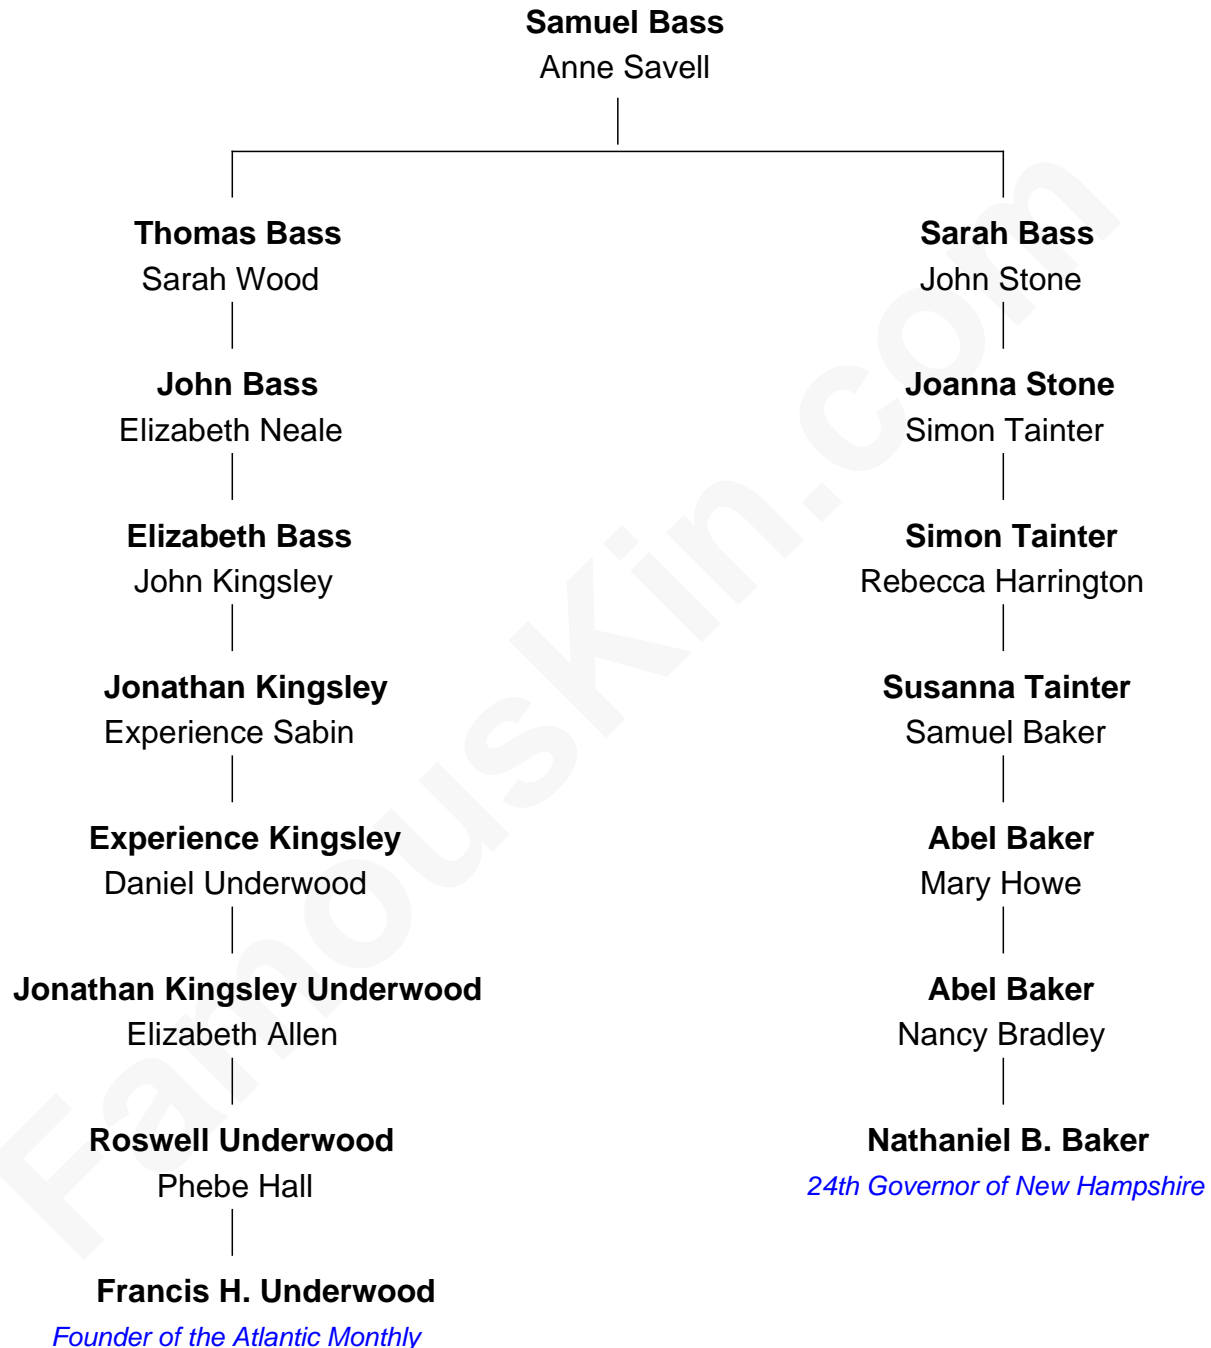 Samuel Bass
Anne Savell
Thomas Bass
Sarah Wood
Sarah Bass
John Stone
John Bass
Elizabeth Neale
Joanna Stone
Simon Tainter
Elizabeth Bass
John Kingsley
Simon Tainter
Rebecca Harrington
Jonathan Kingsley
Experience Sabin
Susanna Tainter
Samuel Baker
Experience Kingsley
Daniel Underwood
Abel Baker
Mary Howe
Jonathan Kingsley Underwood
Elizabeth Allen
Abel Baker
Nancy Bradley
Roswell Underwood
Phebe Hall
Nathaniel B. Baker
24th Governor of New Hampshire
Francis H. Underwood
Founder of the Atlantic Monthly
FamousKin.com